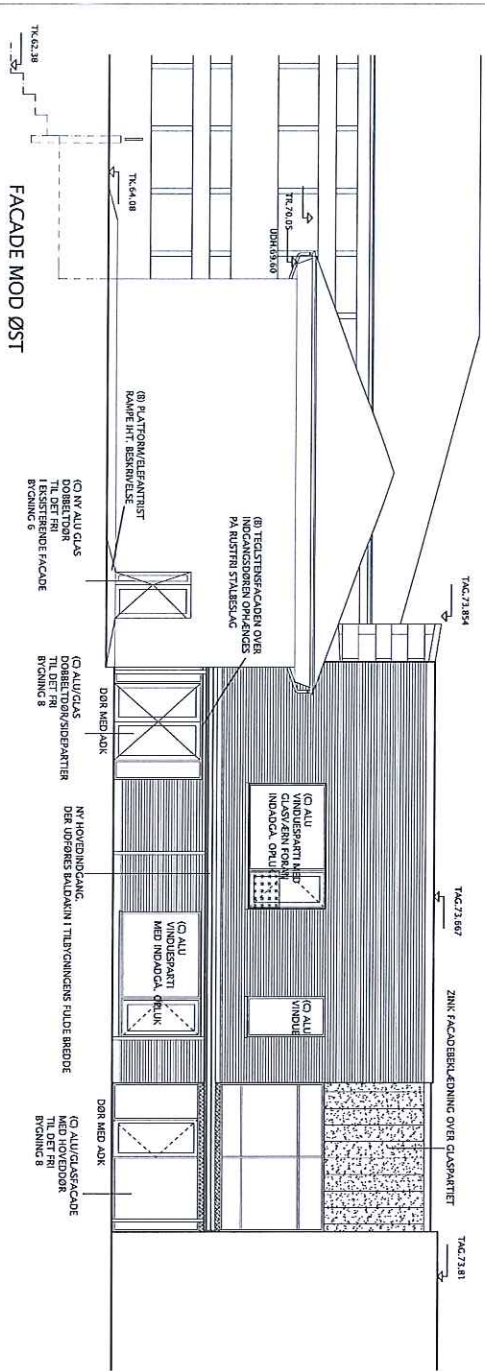 TAG.73.854
TAG.73.667
TAG.73.81
ZINK FACADEBEKLÆDNING OVER GLASPARTIET
TR.70.05
UDH.69.60
(B) TEGLSTENSFACADEN OVER
INDGANGSDØREN OPHÆNGES
PÅ RUSTFRI STÅLBESLAG
(C) ALU
VINDUESPARTI MED
GLASVÆRN FORAN
INDADGÅ. OPLUK
(C) ALU
VINDUE
(B) PLATFORM/ELEFANTRIST
RAMPE IHT. BESKRIVELSE
(C) ALU
VINDUESPARTI
MED INDADGÅ. OPLUK
TK.64.08
TK.62.38
DØR MED ADK
DØR MED ADK
(C) NY ALU GLAS
DOBBELTDØR
TIL DET FRI
I EKSISTERENDE FACADE
BYGNING 6
(C) ALU/GLAS
DOBBELTDØR/SIDEPARTIER
TIL DET FRI
BYGNING 8
NY HOVEDINDGANG.
DER UDFØRES BALDAKIN I TILBYGNINGENS FULDE BREDDE
(C) ALU/GLASFACADE
MED HOVEDDØR
TIL DET FRI
BYGNING 8
FACADE MOD ØST